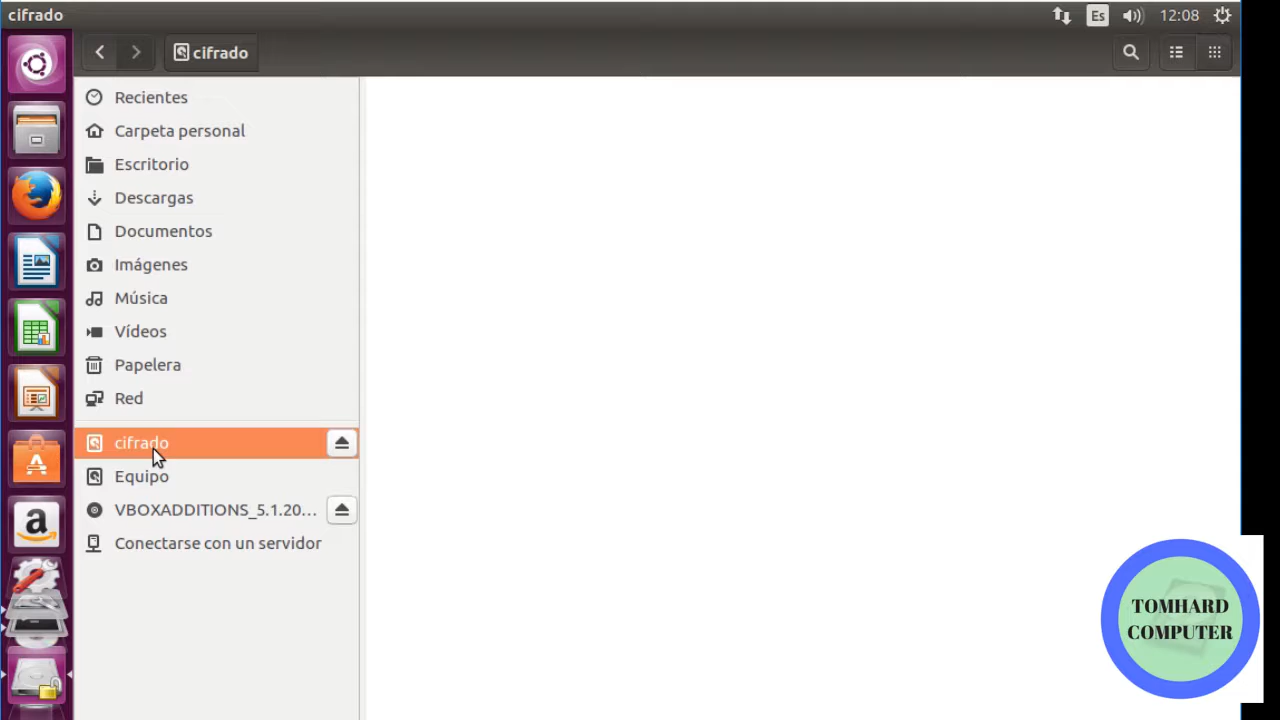 cifrado
Es
12:08
cifrado
Recientes
Carpeta personal
Escritorio
Descargas
Documentos
Imágenes
Música
Vídeos
Papelera
Red
cifrado
Equipo
VBOXADDITIONS_5.1.20...
Conectarse con un servidor
TOMHARD
COMPUTER